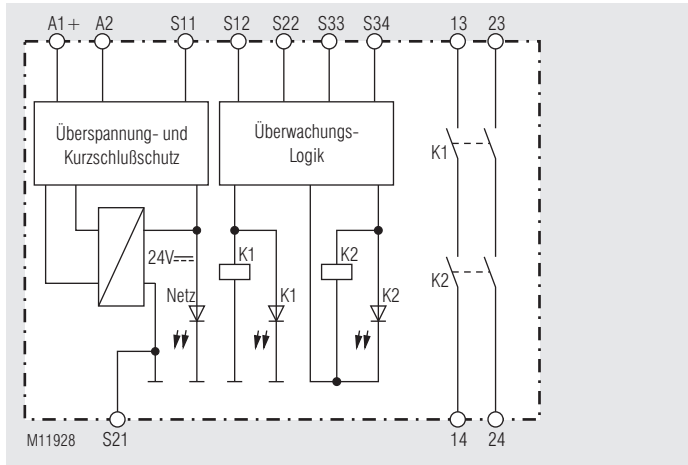 A1+ A2 S11 S12 S22 S33 S34 13 23
Überspannung- und
Kurzschlußschutz
Überwachungs-
Logik
K1
24V
K1
K2
K2
Netz
K1
K2
M11928
S21
14
24